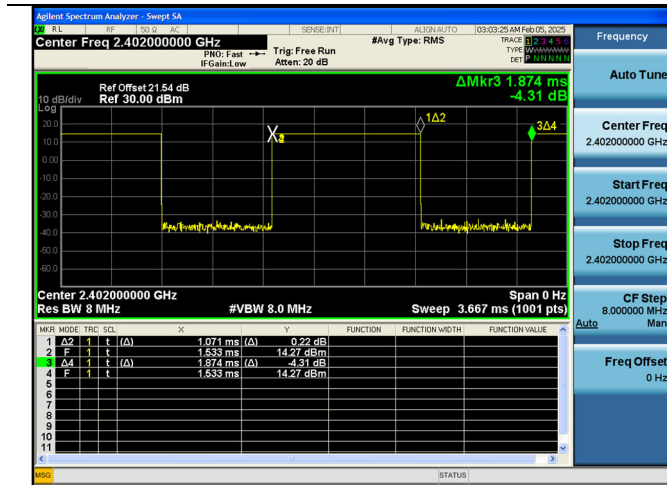 Agilent Spectrum Analyzer - Swept SA
RL RF 50 Ω AC SENSE:INT ALIGN AUTO 03:03:25 AM Feb 05, 2025
Center Freq 2.402000000 GHz #Avg Type: RMS TRACE 1 2 3 4 5 6
PNO: Fast Trig: Free Run TYPE
IFGain:Low Atten: 20 dB DET P N N N N N
ΔMkr3 1.874 ms
-4.31 dB
Ref Offset 21.54 dB
10 dB/div Ref 30.00 dBm
Log
20.0
10.0
0.00
-10.0
-20.0
-30.0
-40.0
-50.0
-60.0
1Δ2
3Δ4
Center 2.402000000 GHz Span 0 Hz
Res BW 8 MHz #VBW 8.0 MHz Sweep 3.667 ms (1001 pts)
MKR MODE TRC SCL X Y FUNCTION FUNCTION WIDTH FUNCTION VALUE
1 Δ2 1 t (Δ) 1.071 ms (Δ) 0.22 dB
2 F 1 t 1.533 ms 14.27 dBm
3 Δ4 1 t (Δ) 1.874 ms (Δ) -4.31 dB
4 F 1 t 1.533 ms 14.27 dBm
5
6
7
8
9
10
11
MSG STATUS
Frequency
Auto Tune
Center Freq
2.402000000 GHz
Start Freq
2.402000000 GHz
Stop Freq
2.402000000 GHz
CF Step
8.000000 MHz
Auto Man
Freq Offset
0 Hz